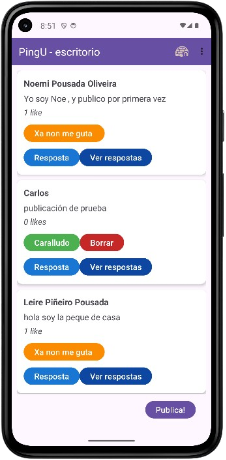 8:51
PingU - escritorio
Noemi Pousada Oliveira
Yo soy Noe, y publico por primera vez
1 like
Xa non me guta
Resposta Ver respostas
Carlos
publicación de prueba
0 likes
Caralludo Borrar
Resposta Ver respostas
Leire Piñeiro Pousada
hola soy la peque de casa
1 like
Xa non me guta
Resposta Ver respostas
Publica!